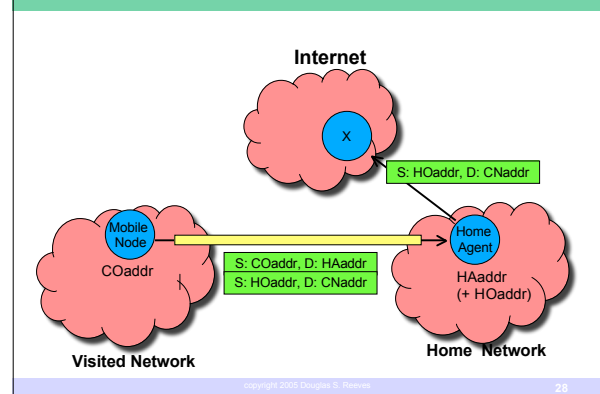 Internet
X
S: HOaddr, D: CNaddr
Mobile
Node
COaddr
S: COaddr, D: HAaddr
S: HOaddr, D: CNaddr
Home
Agent
HAaddr
(+ HOaddr)
Visited Network
Home Network
copyright 2005 Douglas S. Reeves
28